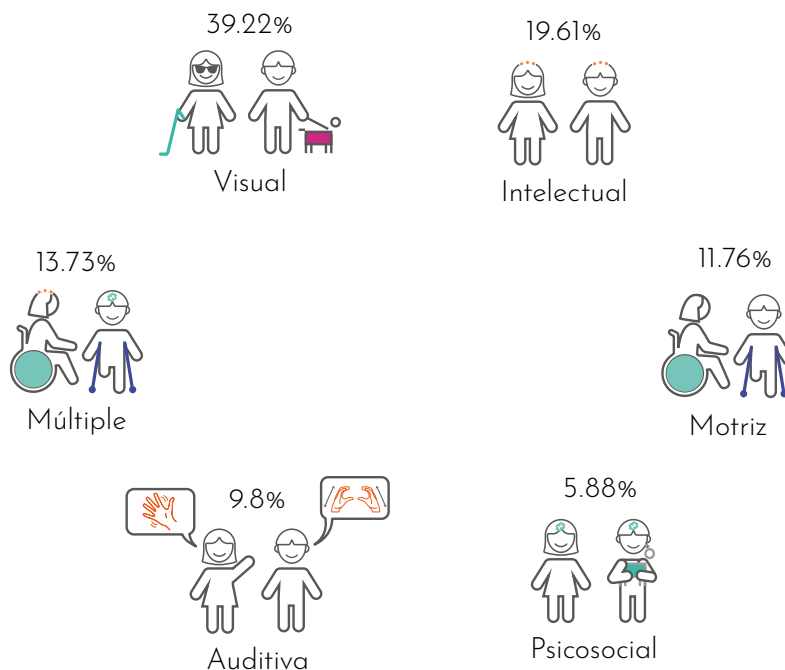 39.22%
Visual
19.61%
Intelectual
13.73%
Múltiple
11.76%
Motriz
9.8%
Auditiva
5.88%
Psicosocial